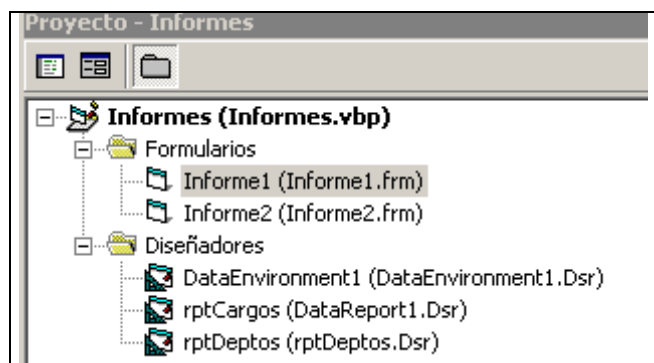 Proyecto - Informes
Informes (Informes.vbp)
Formularios
Informe1 (Informe1.frm)
Informe2 (Informe2.frm)
Diseñadores
DataEnvironment1 (DataEnvironment1.Dsr)
rptCargos (DataReport1.Dsr)
rptDeptos (rptDeptos.Dsr)